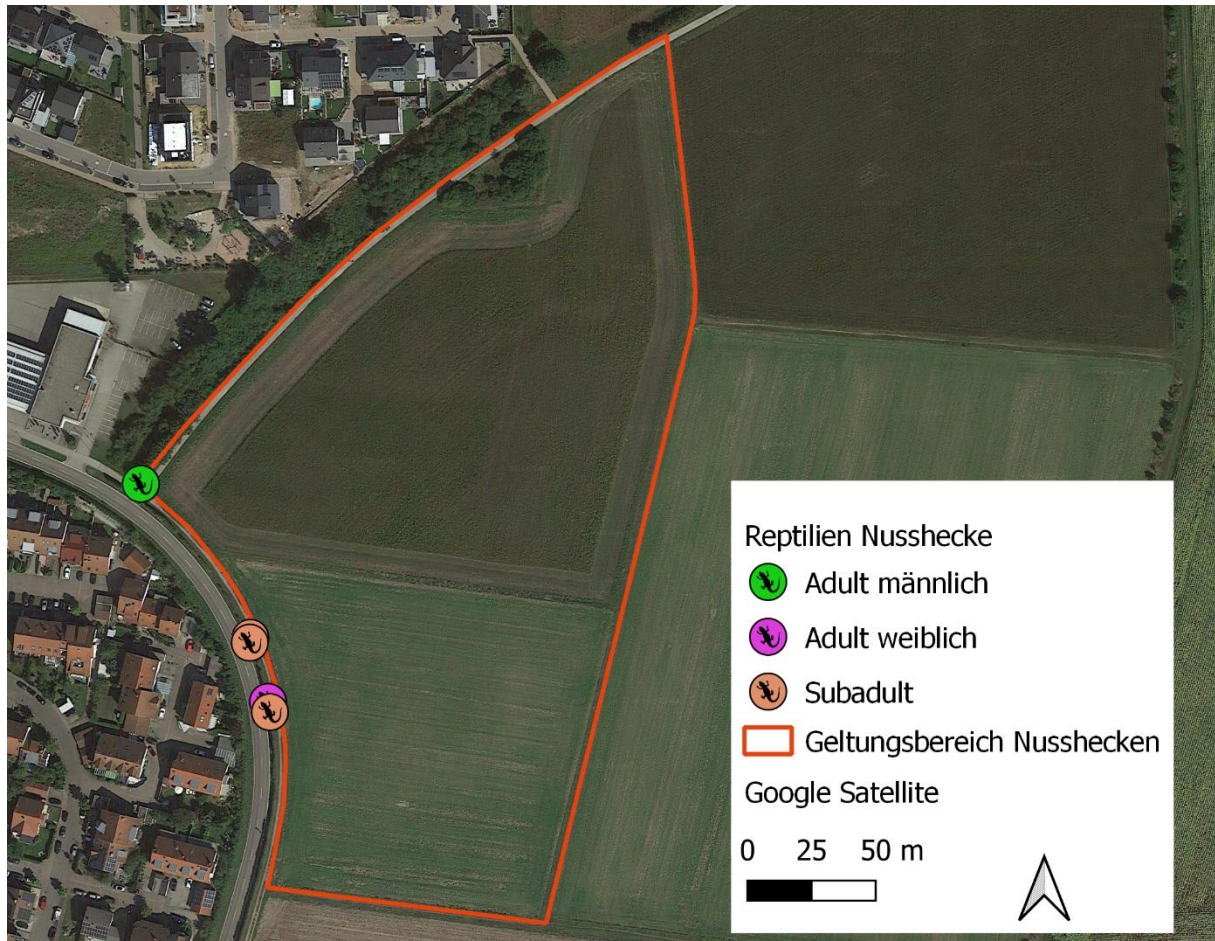 Reptilien Nusshecke
Adult männlich
Adult weiblich
Subadult
Geltungsbereich Nusshecken
Google Satellite
0 25 50 m